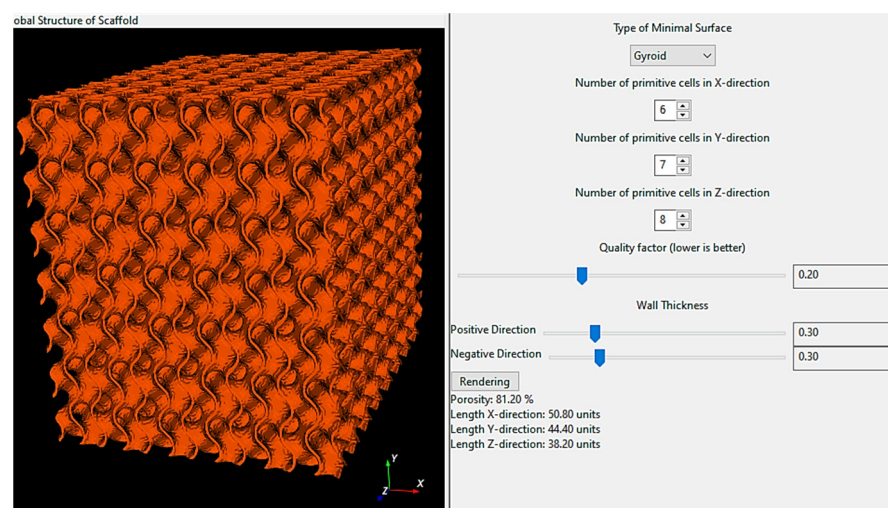 obal Structure of Scaffold
Type of Minimal Surface
Gyroid
Number of primitive cells in X-direction
6
Number of primitive cells in Y-direction
7
Number of primitive cells in Z-direction
8
Quality factor (lower is better)
0.20
Wall Thickness
Positive Direction 0.30
Negative Direction 0.30
Rendering
Porosity: 81.20 %
Length X-direction: 50.80 units
Length Y-direction: 44.40 units
Length Z-direction: 38.20 units
Y
Z X